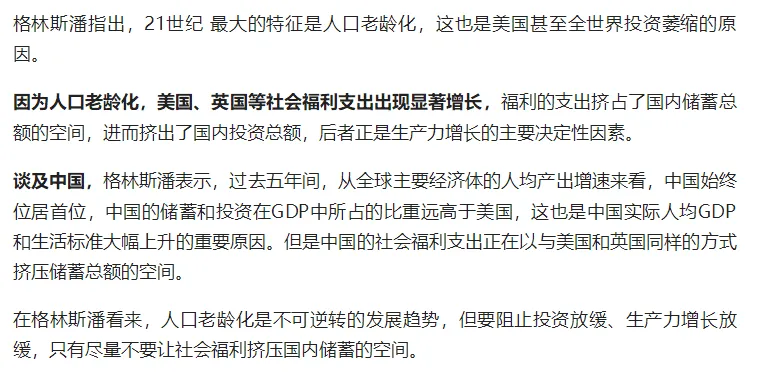 格林斯潘指出，21世纪 最大的特征是人口老龄化，这也是美国甚至全世界投资萎缩的原
因。
因为人口老龄化，美国、英国等社会福利支出出现显著增长，福利的支出挤占了国内储蓄总
额的空间，进而挤出了国内投资总额，后者正是生产力增长的主要决定性因素。
谈及中国，格林斯潘表示，过去五年间，从全球主要经济体的人均产出增速来看，中国始终
位居首位，中国的储蓄和投资在GDP中所占的比重远高于美国，这也是中国实际人均GDP
和生活标准大幅上升的重要原因。但是中国的社会福利支出正在以与美国和英国同样的方式
挤压储蓄总额的空间。
在格林斯潘看来，人口老龄化是不可逆转的发展趋势，但要阻止投资放缓、生产力增长放
缓，只有尽量不要让社会福利挤压国内储蓄的空间。